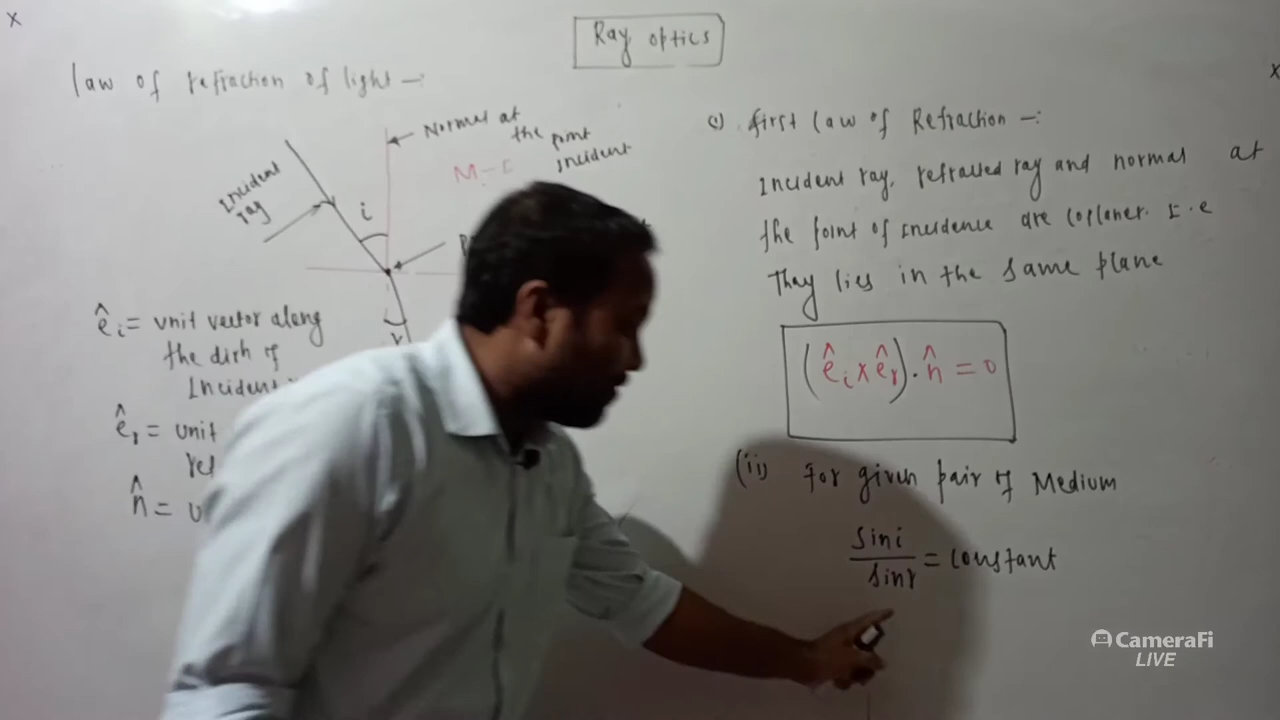 Ray optics
law of refraction of light -:
Normal at
the point
incident
M-I
Incident
ray
i
r
ê i = unit vector along
the dirn of
Incident
ê r = unit
ref
n̂ = U
(i) first law of Refraction -:
Incident ray, refracted ray and normal at
the point of incidence are coplaner. I.e
They lies in the same plane
(ê i x ê r) . n̂ = 0
(ii) For given pair of Medium
sin i / sin r = constant
CameraFi
LIVE